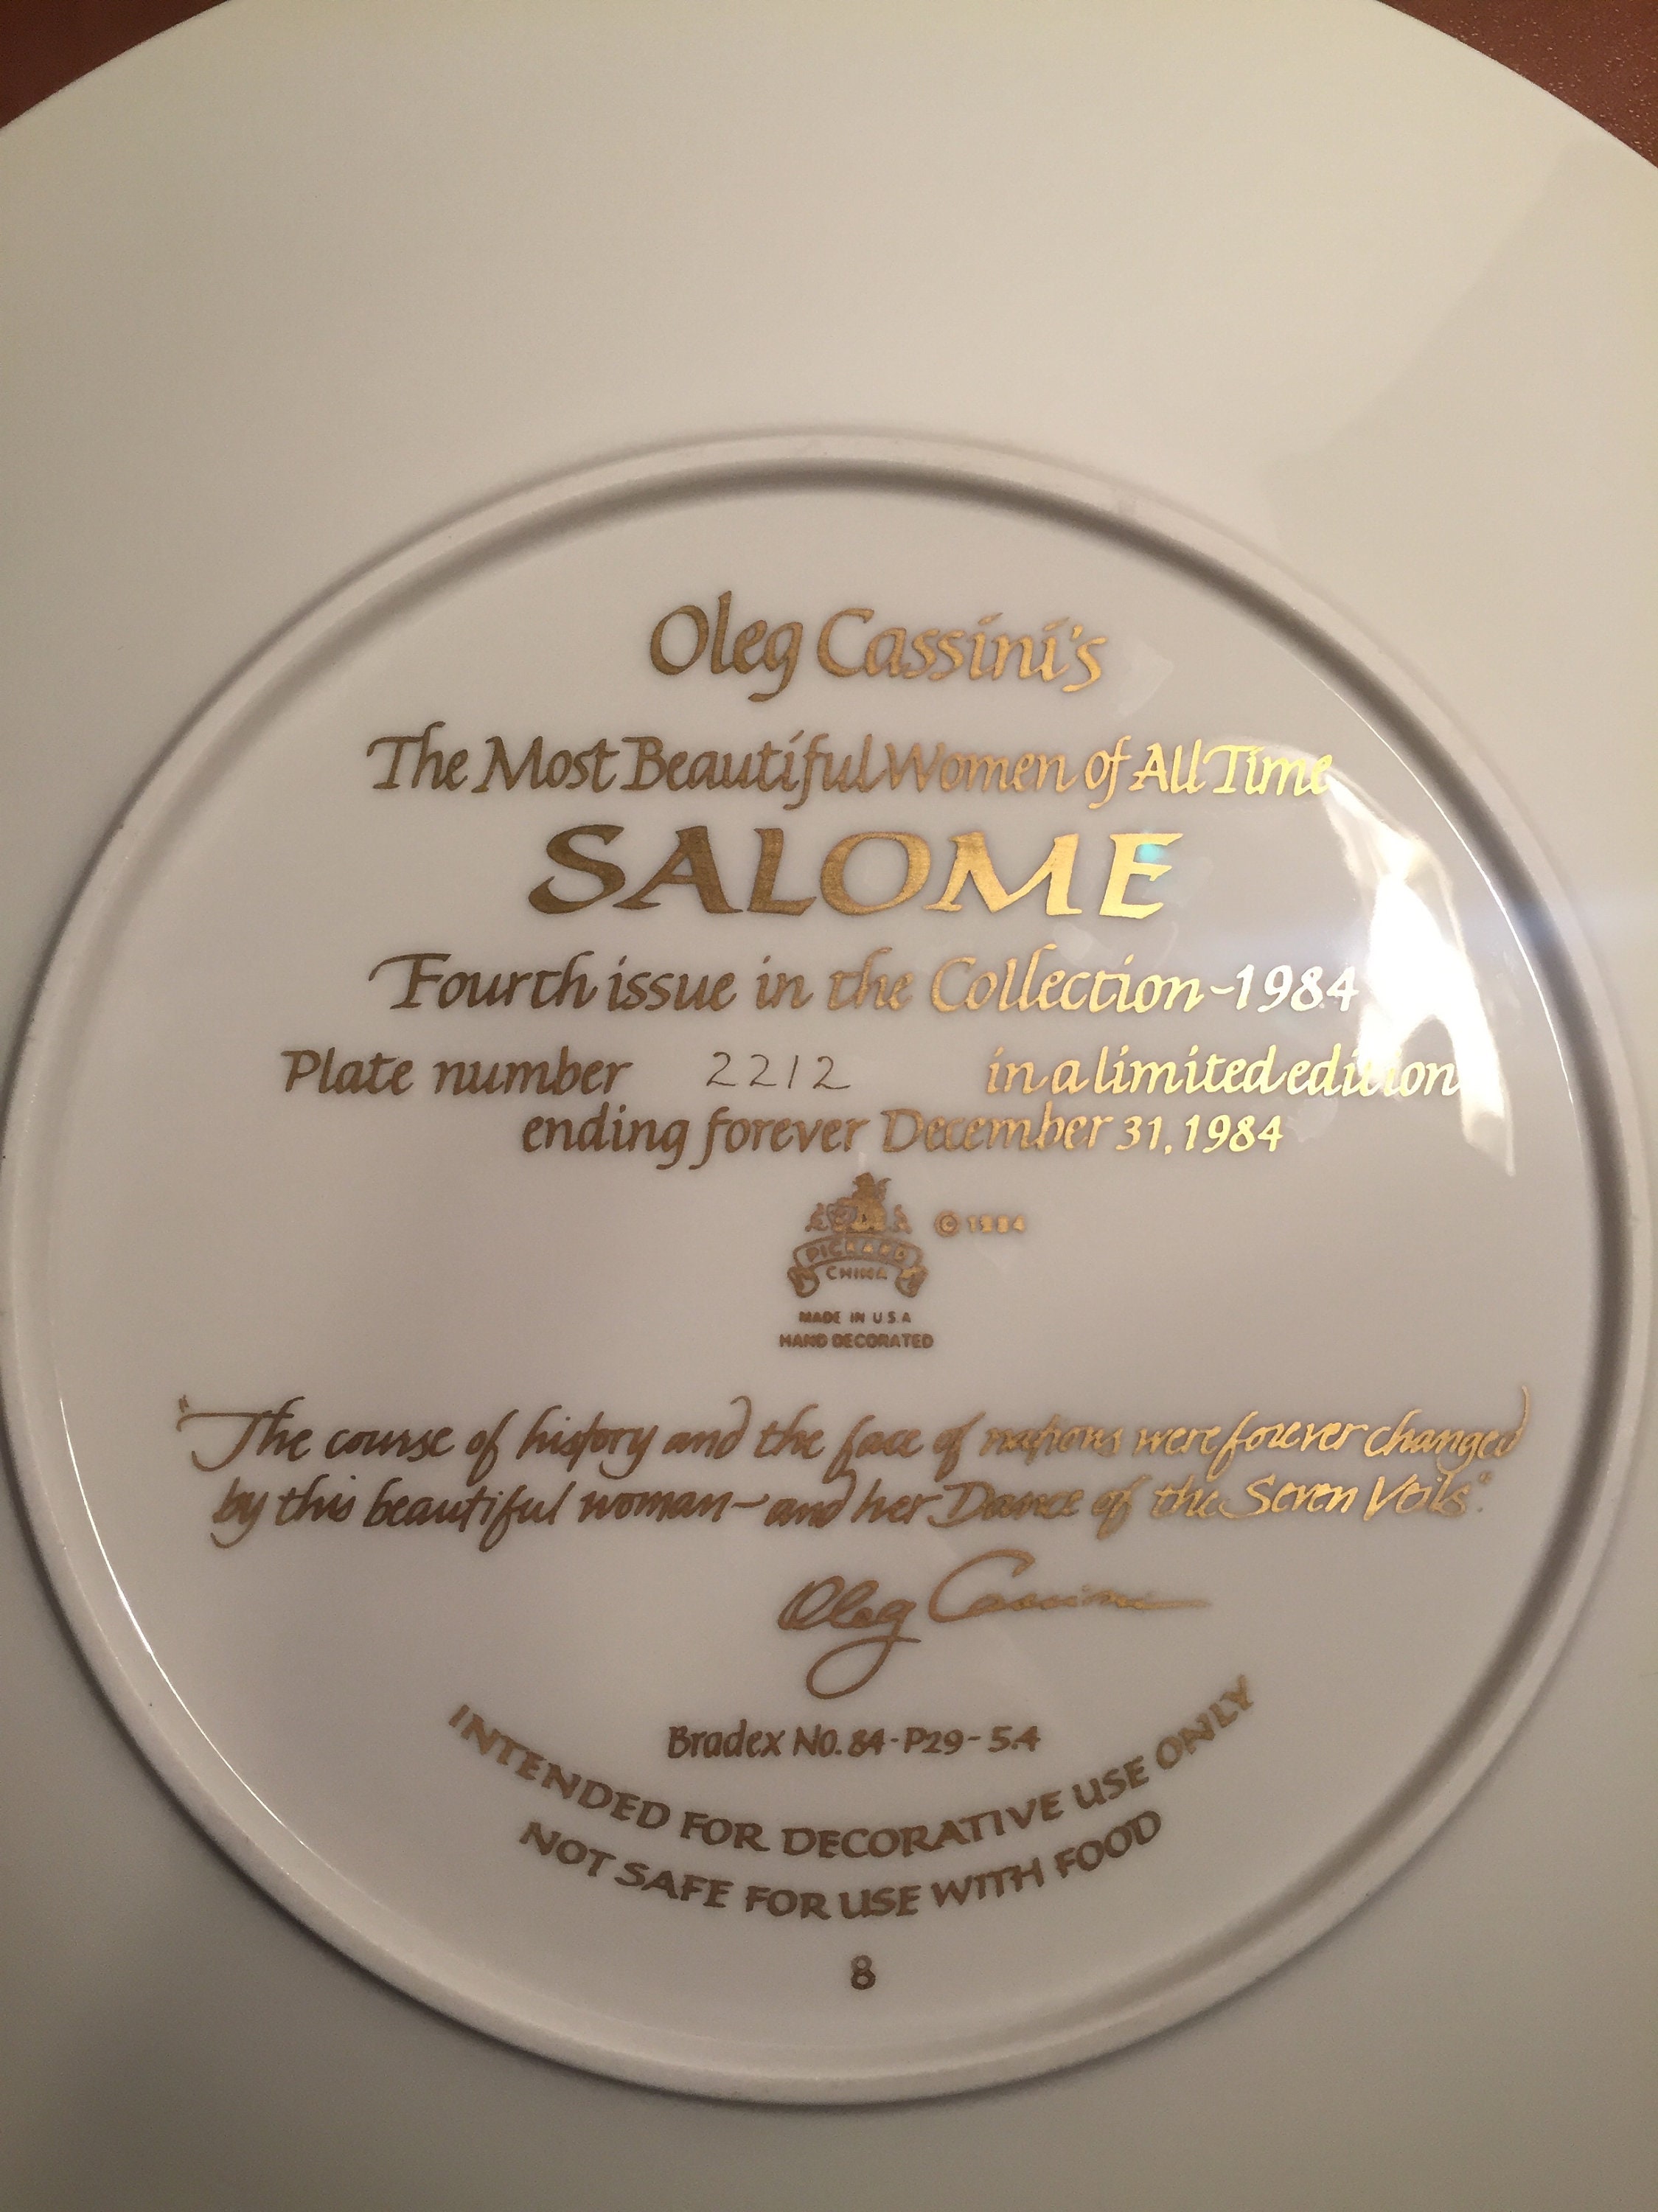 Oleg Cassini's
The Most Beautiful Women of All Time
SALOME
Fourth issue in the Collection-1984
Plate number 2212 in a limited edition
ending forever December 31, 1984
© 1984
PICKARD
CHINA
MADE IN U S A
HAND DECORATED
"The course of history and the face of nations were forever changed
by this beautiful woman – and her Dance of the Seven Veils".
Oleg Cassini
Bradex No. 84-P29-5.4
INTENDED FOR DECORATIVE USE ONLY
NOT SAFE FOR USE WITH FOOD
8